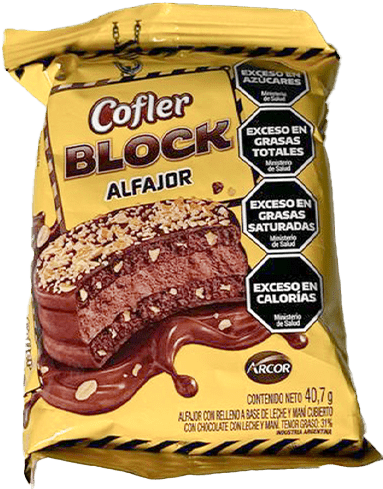 Cofler
BLOCK
ALFAJOR
EXCESO EN
AZÚCARES
Ministerio
de Salud
EXCESO EN
GRASAS
TOTALES
Ministerio
de Salud
EXCESO EN
GRASAS
SATURADAS
Ministerio
de Salud
EXCESO EN
CALORÍAS
Ministerio
de Salud
ARCOR
CONTENIDO NETO 40,7 g
ALFAJOR CON RELLENO A BASE DE LECHE Y MANÍ CUBIERTO
CON CHOCOLATE CON LECHE Y MANÍ. TENOR GRASO: 31%
INDUSTRIA ARGENTINA